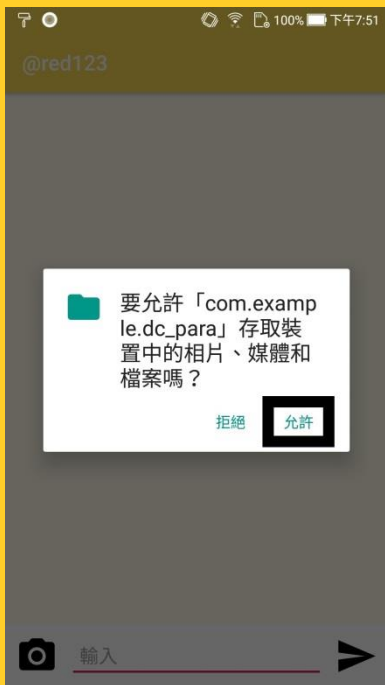 100% 下午7:51
@red123
要允許「com.examp
le.dc_para」存取裝
置中的相片、媒體和
檔案嗎？
拒絕 允許
輸入